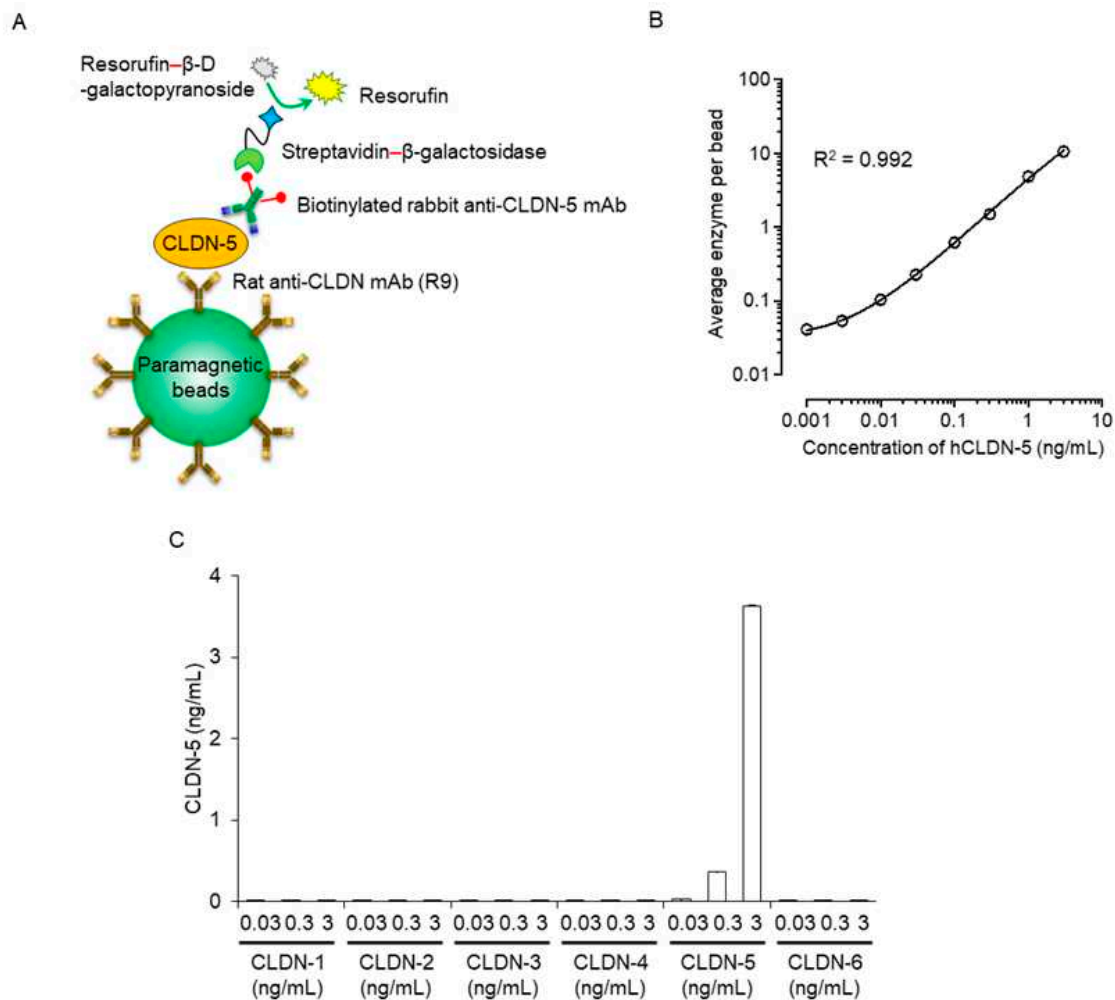 A
Resorufin–β-D
-galactopyranoside
Resorufin
Streptavidin–β-galactosidase
Biotinylated rabbit anti-CLDN-5 mAb
CLDN-5
Rat anti-CLDN mAb (R9)
Paramagnetic
beads
B
Average enzyme per bead
100
10
1
0.1
0.01
R² = 0.992
0.001 0.01 0.1 1 10
Concentration of hCLDN-5 (ng/mL)
C
CLDN-5 (ng/mL)
4
3
2
1
0
0.03 0.3 3 0.03 0.3 3 0.03 0.3 3 0.03 0.3 3 0.03 0.3 3 0.03 0.3 3
CLDN-1 CLDN-2 CLDN-3 CLDN-4 CLDN-5 CLDN-6
(ng/mL) (ng/mL) (ng/mL) (ng/mL) (ng/mL) (ng/mL)